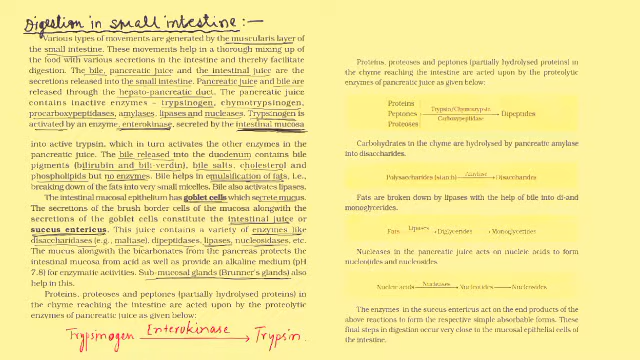 Digestion in small intestine :-
Various types of movements are generated by the muscularis layer of
the small intestine. These movements help in a thorough mixing up of
the food with various secretions in the intestine and thereby facilitate
digestion. The bile, pancreatic juice and the intestinal juice are
the secretions released into the small intestine. Pancreatic juice and bile are
released through the hepato-pancreatic duct. The pancreatic juice
contains inactive enzymes - trypsinogen, chymotrypsinogen,
procarboxypeptidases, amylases, lipases and nucleases. Trypsinogen is
activated by an enzyme, enterokinase, secreted by the intestinal mucosa
into active trypsin, which in turn activates the other enzymes in the
pancreatic juice. The bile released into the duodenum contains bile
pigments (bilirubin and bili-verdin), bile salts, cholesterol and
phospholipids but no enzymes. Bile helps in emulsification of fats, i.e.,
breaking down of the fats into very small micelles. Bile also activates lipases.
The intestinal mucosal epithelium has goblet cells which secrete mucus.
The secretions of the brush border cells of the mucosa alongwith the
secretions of the goblet cells constitute the intestinal juice or
succus entericus. This juice contains a variety of enzymes like
disaccharidases (e.g., maltase), dipeptidases, lipases, nucleosidases, etc.
The mucus alongwith the bicarbonates from the pancreas protects the
intestinal mucosa from acid as well as provide an alkaline medium (pH
7.8) for enzymatic activities. Sub-mucosal glands (Brunner's glands) also
help in this.
Proteins, proteoses and peptones (partially hydrolysed proteins) in
the chyme reaching the intestine are acted upon by the proteolytic
enzymes of pancreatic juice as given below:
Trypsinogen Enterokinase Trypsin.
Proteins, proteoses and peptones (partially hydrolysed proteins) in
the chyme reaching the intestine are acted upon by the proteolytic
enzymes of pancreatic juice as given below:
Proteins
Peptones Trypsin/Chymotrypsin Dipeptides
Proteoses Carboxypeptidase
Carbohydrates in the chyme are hydrolysed by pancreatic amylase
into disaccharides.
Polysaccharides (starch) Amylase Disaccharides
Fats are broken down by lipases with the help of bile into di-and
monoglycerides.
Fats Lipases Diglycerides Monoglycerides
Nucleases in the pancreatic juice acts on nucleic acids to form
nucleotides and nucleosides
Nucleic acids Nucleases Nucleotides Nucleosides
The enzymes in the succus entericus act on the end products of the
above reactions to form the respective simple absorbable forms. These
final steps in digestion occur very close to the mucosal epithelial cells of
the intestine.